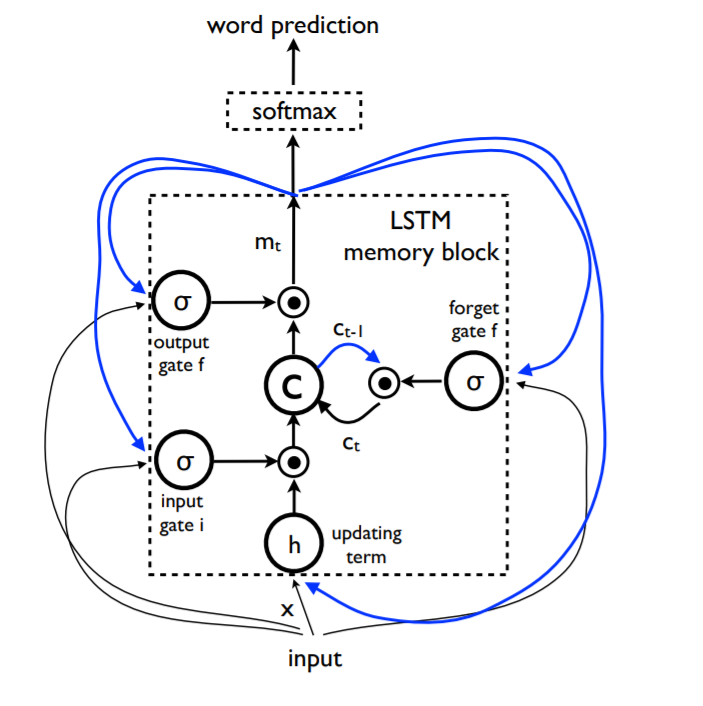 word prediction
softmax
LSTM
memory block
mt
σ
output
gate f
forget
gate f
ct-1
σ
C
ct
σ
input
gate i
h
updating
term
x
input